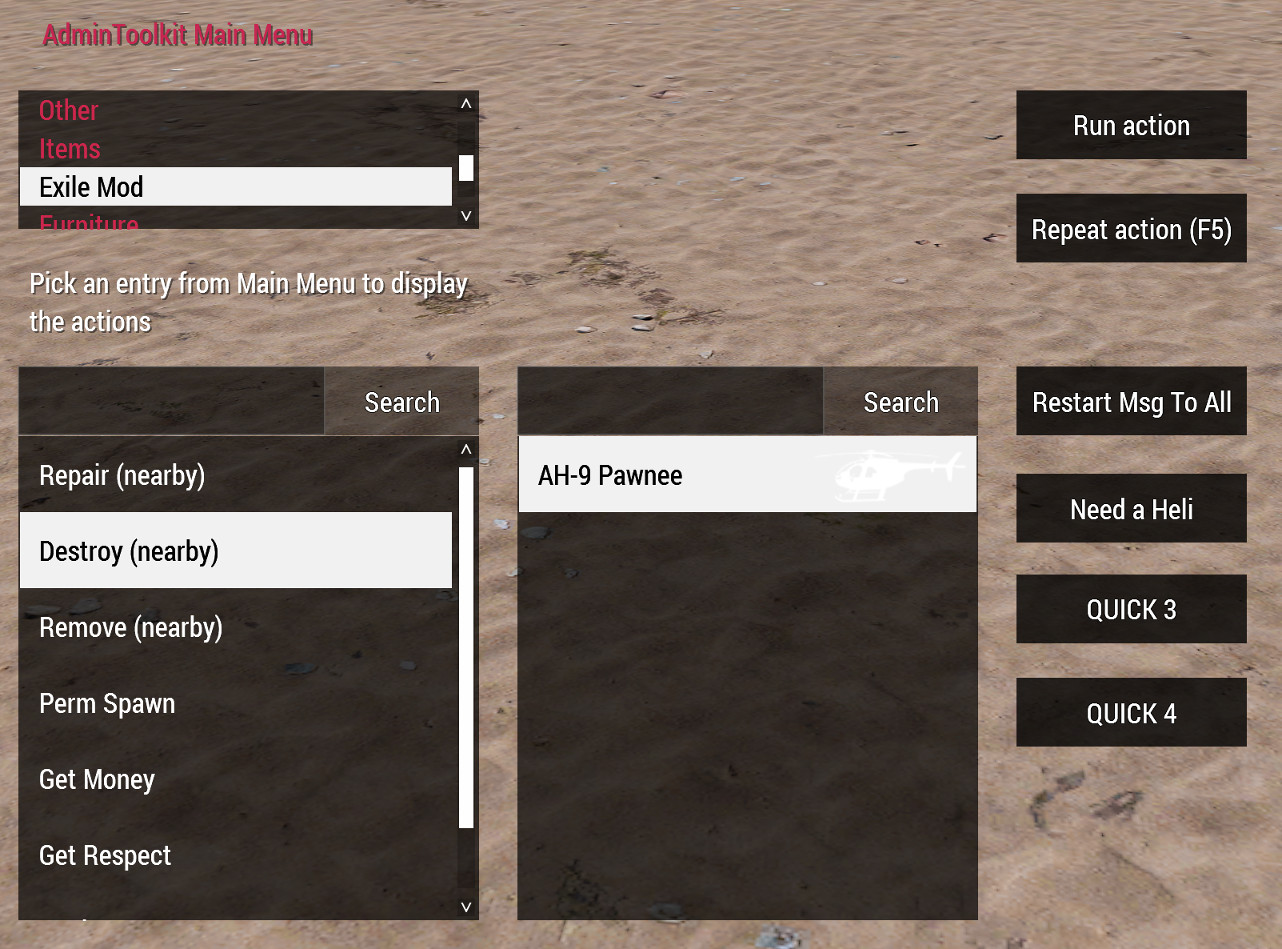 AdminToolkit Main Menu
Other
Items
Exile Mod
Furniture
Run action
Repeat action (F5)
Pick an entry from Main Menu to display
the actions
Search
Search
Restart Msg To All
Repair (nearby)
AH-9 Pawnee
Need a Heli
Destroy (nearby)
QUICK 3
Remove (nearby)
Perm Spawn
QUICK 4
Get Money
Get Respect